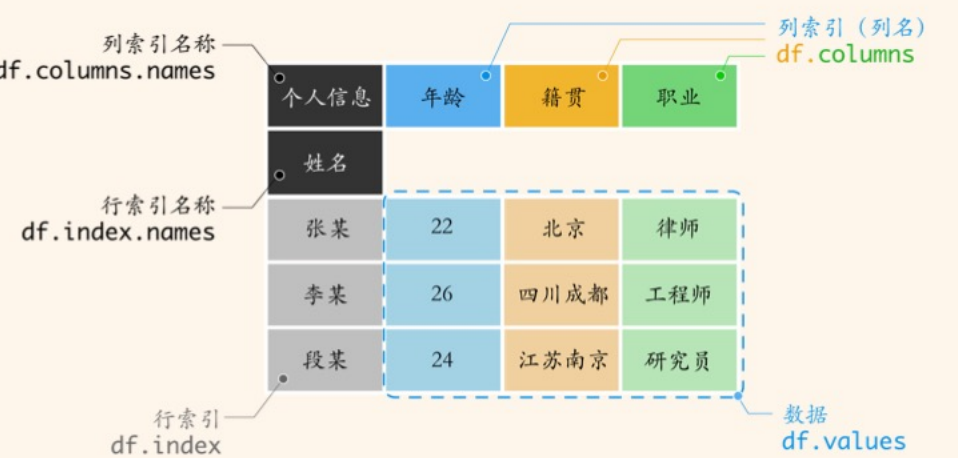 列索引名称
df.columns.names
列索引（列名）
df.columns
个人信息 年龄 籍贯 职业
姓名
行索引名称
df.index.names
张某 22 北京 律师
李某 26 四川成都 工程师
段某 24 江苏南京 研究员
行索引
df.index
数据
df.values